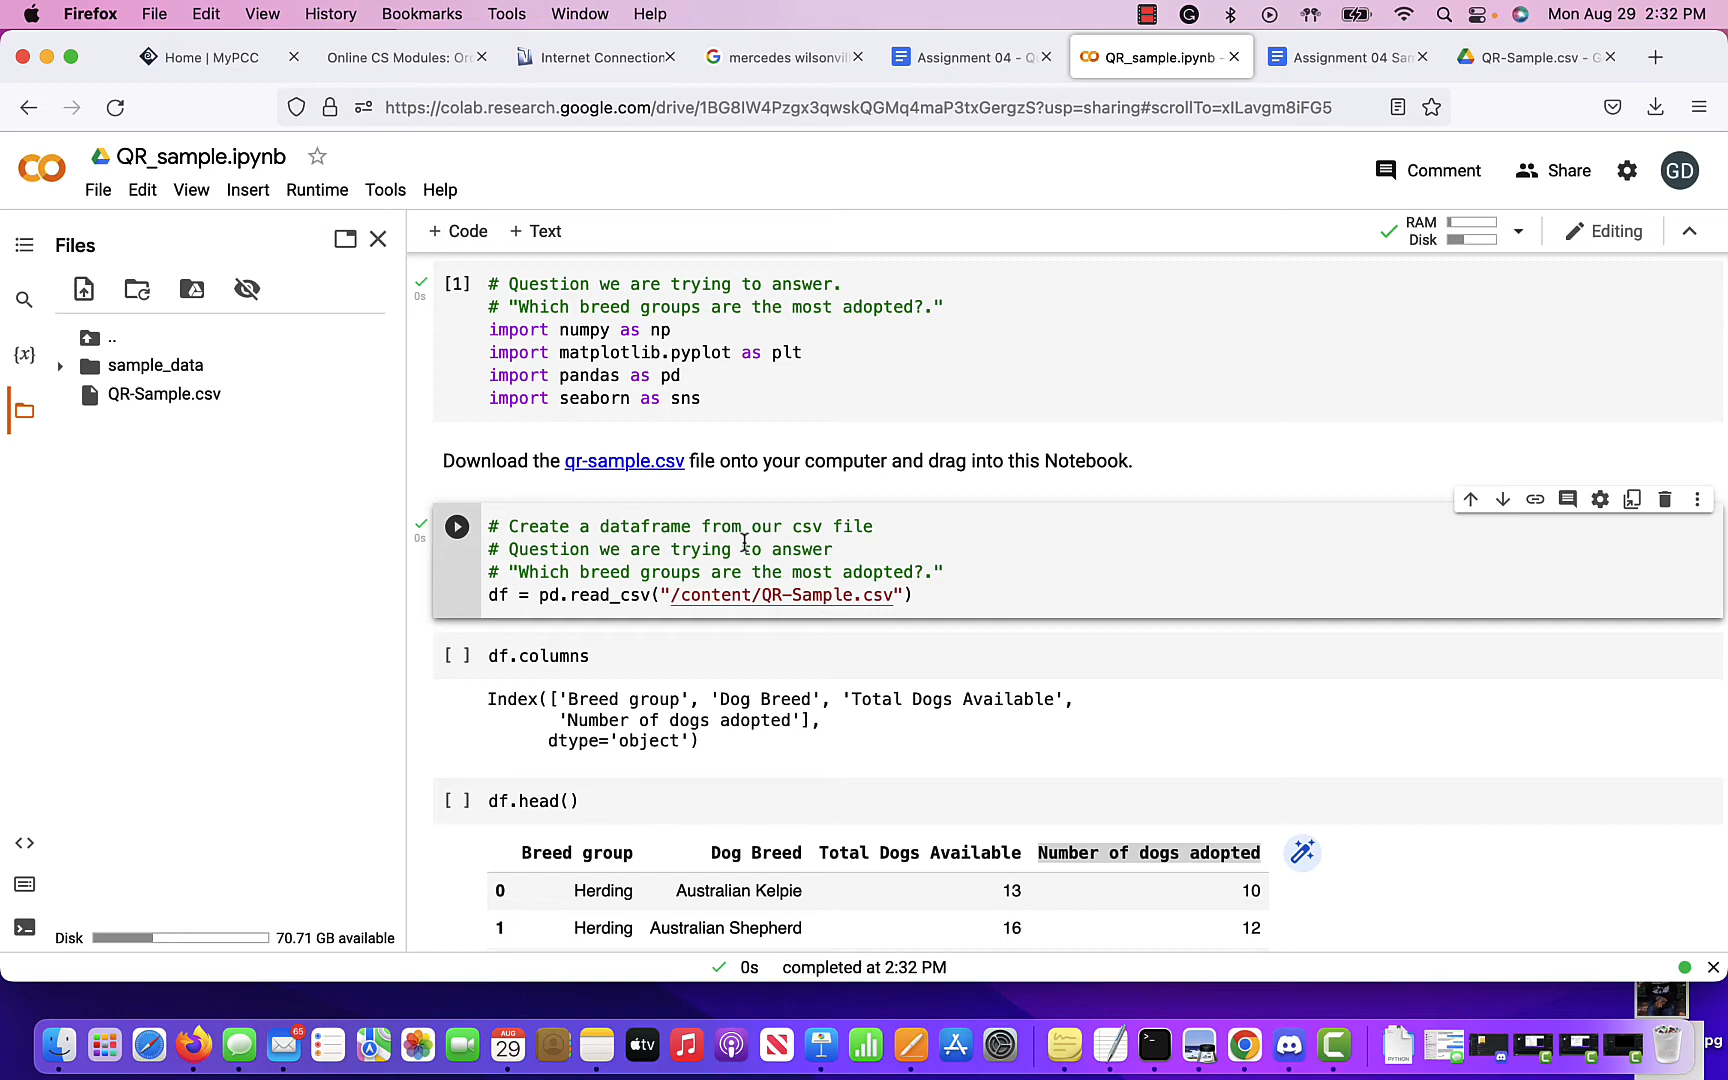 Firefox File Edit View History Bookmarks Tools Window Help Mon Aug 29 2:32 PM
Home | MyPCC Online CS Modules: Or Internet Connection mercedes wilsonvill Assignment 04 - Q QR_sample.ipynb - Assignment 04 Sam QR-Sample.csv - G
https://colab.research.google.com/drive/1BG8IW4Pzgx3qwskQGMq4maP3txGergzS?usp=sharing#scrollTo=xILavgm8iFG5
QR_sample.ipynb
Comment Share GD
File Edit View Insert Runtime Tools Help
Files
+ Code + Text
RAM
Disk
Editing
..
sample_data
QR-Sample.csv
{x}
[1] # Question we are trying to answer.
0s
# "Which breed groups are the most adopted?."
import numpy as np
import matplotlib.pyplot as plt
import pandas as pd
import seaborn as sns
Download the qr-sample.csv file onto your computer and drag into this Notebook.
# Create a dataframe from our csv file
0s
# Question we are trying to answer
# "Which breed groups are the most adopted?."
df = pd.read_csv("/content/QR-Sample.csv")
[ ] df.columns
Index(['Breed group', 'Dog Breed', 'Total Dogs Available',
'Number of dogs adopted'],
dtype='object')
[ ] df.head()
Breed group Dog Breed Total Dogs Available Number of dogs adopted
0 Herding Australian Kelpie 13 10
1 Herding Australian Shepherd 16 12
Disk 70.71 GB available
0s completed at 2:32 PM
65
AUG
29
tv
PYTHON
pg